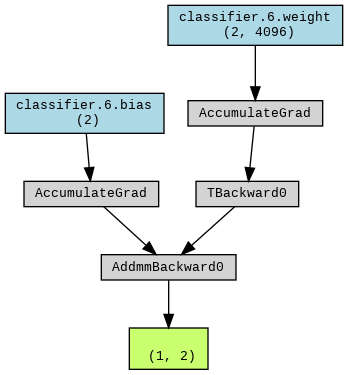 classifier.6.weight
(2, 4096)
classifier.6.bias
(2)
AccumulateGrad
AccumulateGrad
TBackward0
AddmmBackward0
(1, 2)